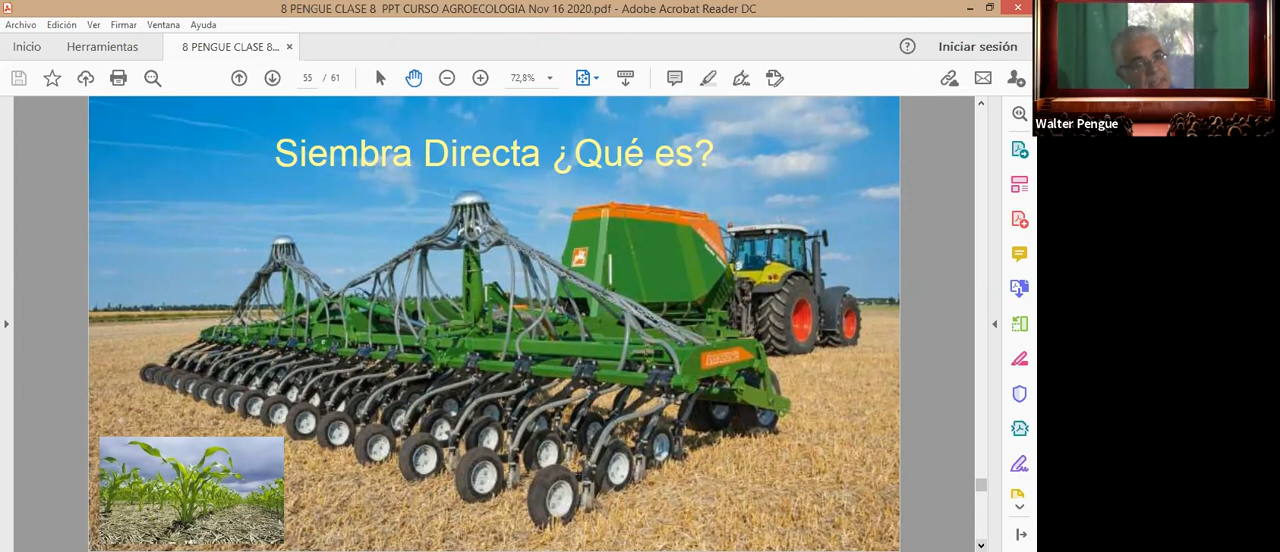 8 PENGUE CLASE 8 PPT CURSO AGROECOLOGIA Nov 16 2020.pdf - Adobe Acrobat Reader DC
Archivo Edición Ver Firmar Ventana Ayuda
Inicio Herramientas 8 PENGUE CLASE 8... × Iniciar sesión
55 / 61 72,8%
Walter Pengue
Siembra Directa ¿Qué es?